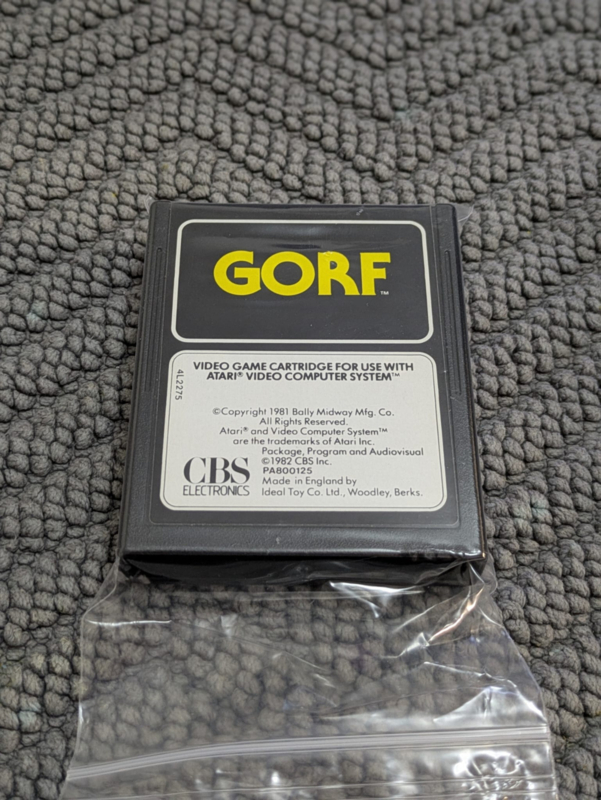 GORF™
VIDEO GAME CARTRIDGE FOR USE WITH
ATARI® VIDEO COMPUTER SYSTEM™
4L2275
©Copyright 1981 Bally Midway Mfg. Co.
All Rights Reserved.
Atari® and Video Computer System™
are the trademarks of Atari Inc.
Package, Program and Audiovisual
©1982 CBS Inc.
PA800125
Made in England by
Ideal Toy Co. Ltd., Woodley, Berks.
CBS
ELECTRONICS